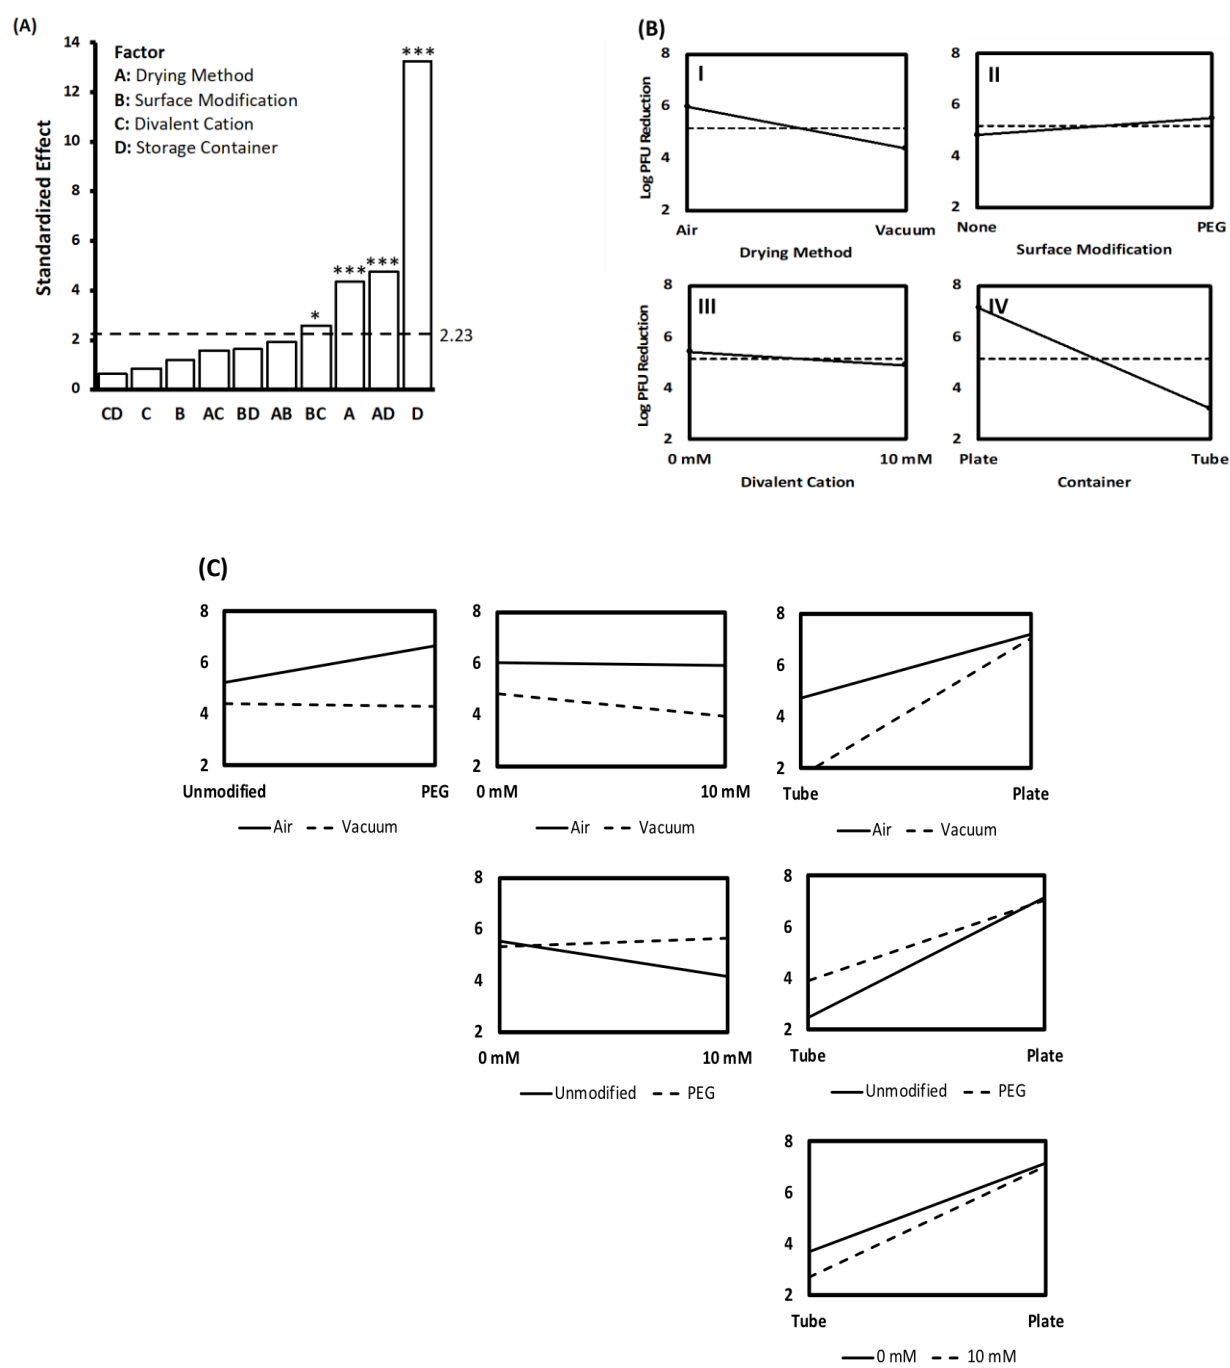 (A)
14
12
10
8
6
4
2
0
Standardized Effect
Factor
A: Drying Method
B: Surface Modification
C: Divalent Cation
D: Storage Container
*
***
***
***
2.23
CD C B AC BD AB BC A AD D
(B)
8
6
4
2
Log PFU Reduction
I
Air Vacuum
Drying Method
8
6
4
2
II
None PEG
Surface Modification
8
6
4
2
Log PFU Reduction
III
0 mM 10 mM
Divalent Cation
8
6
4
2
IV
Plate Tube
Container
(C)
8
6
4
2
Unmodified PEG
Air Vacuum
8
6
4
2
0 mM 10 mM
Air Vacuum
8
6
4
2
Tube Plate
Air Vacuum
8
6
4
2
0 mM 10 mM
Unmodified PEG
8
6
4
2
Tube Plate
Unmodified PEG
8
6
4
2
Tube Plate
0 mM 10 mM